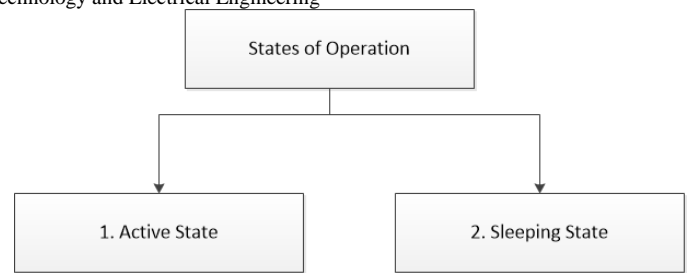 and Electrical Engineering
States of Operation
1. Active State
2. Sleeping State